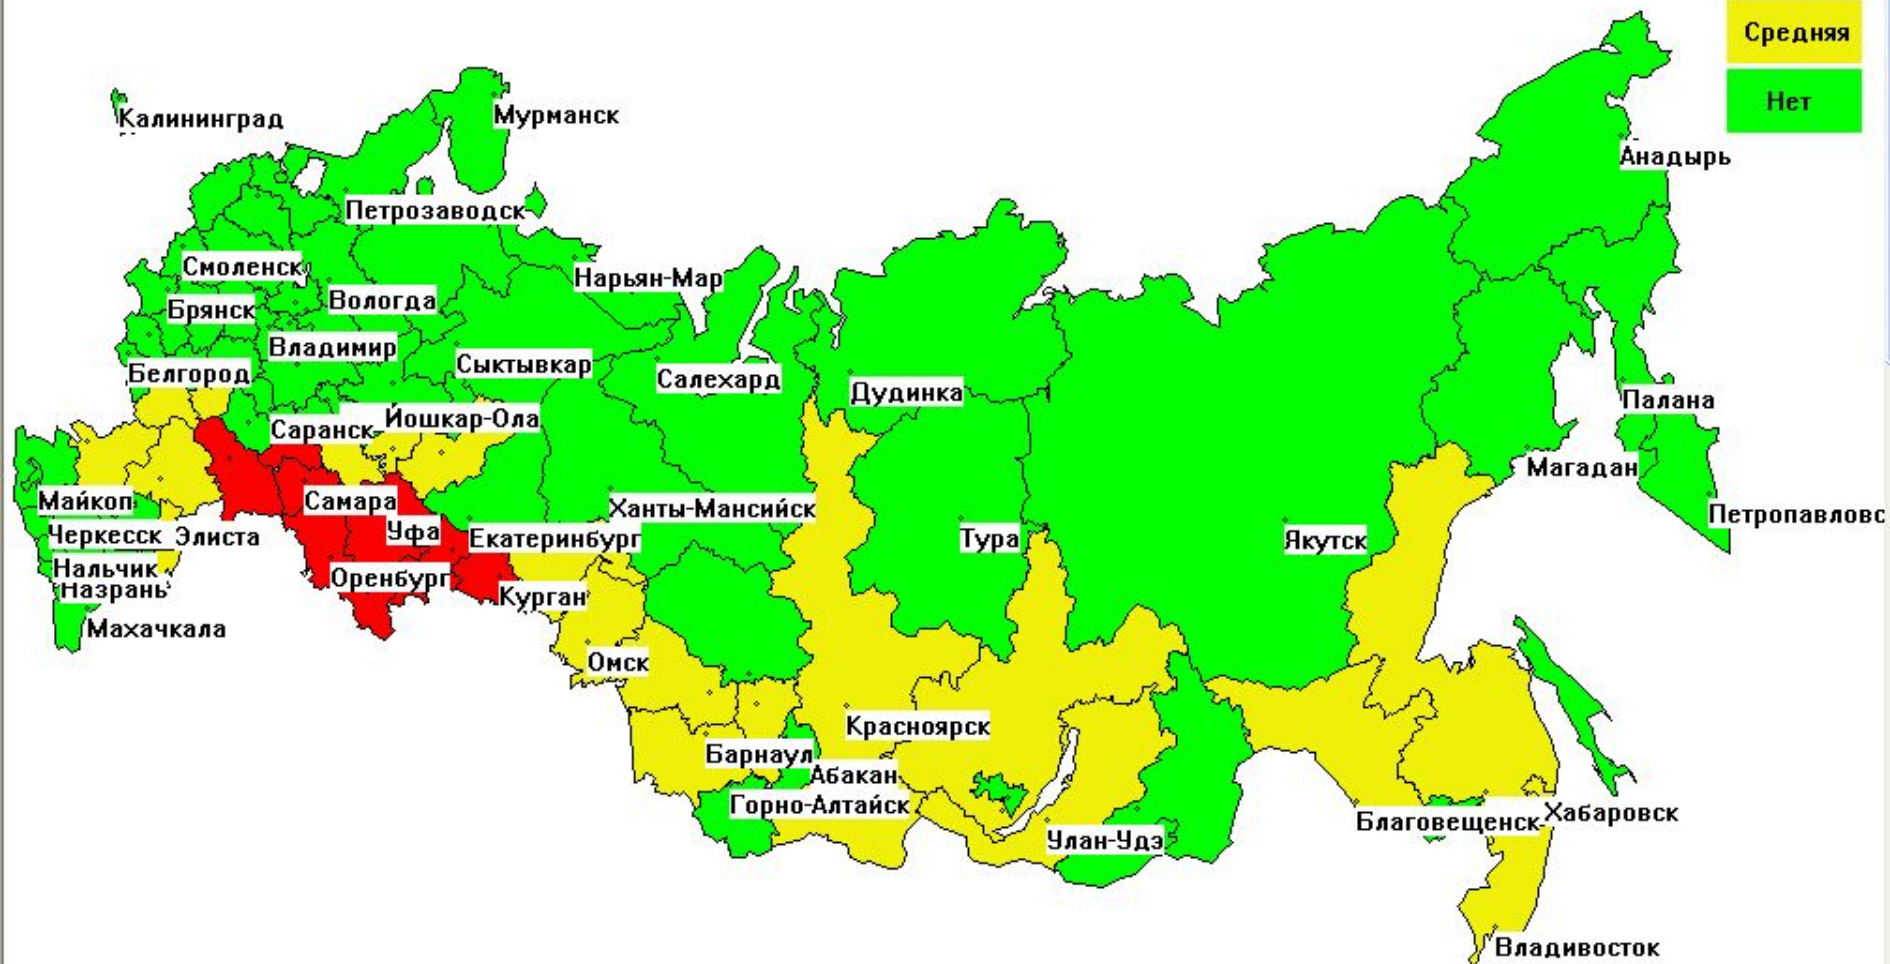 Средняя
Нет
Калининград
Мурманск
Анадырь
Петрозаводск
Смоленск
Нарьян-Мар
Вологда
Брянск
Владимир
Сыктывкар
Белгород
Салехард
Дудинка
Палана
Йошкар-Ола
Саранск
Магадан
Майкоп
Самара
Ханты-Мансийск
Петропавловс
Черкесск
Элиста
Уфа
Екатеринбург
Тура
Якутск
Нальчик
Назрань
Оренбург
Курган
Махачкала
Омск
Красноярск
Барнаул
Абакан
Горно-Алтайск
Благовещенск
Хабаровск
Улан-Удэ
Владивосток